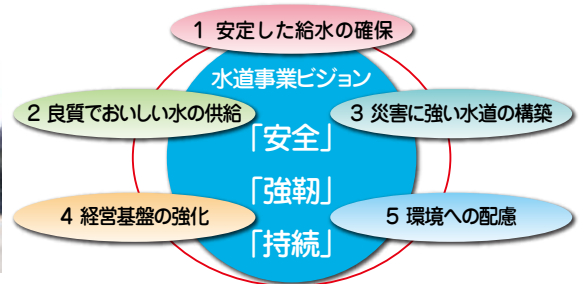 1 安定した給水の確保
水道事業ビジョン
2 良質でおいしい水の供給
3 災害に強い水道の構築
「安全」
「強靭」
「持続」
4 経営基盤の強化
5 環境への配慮